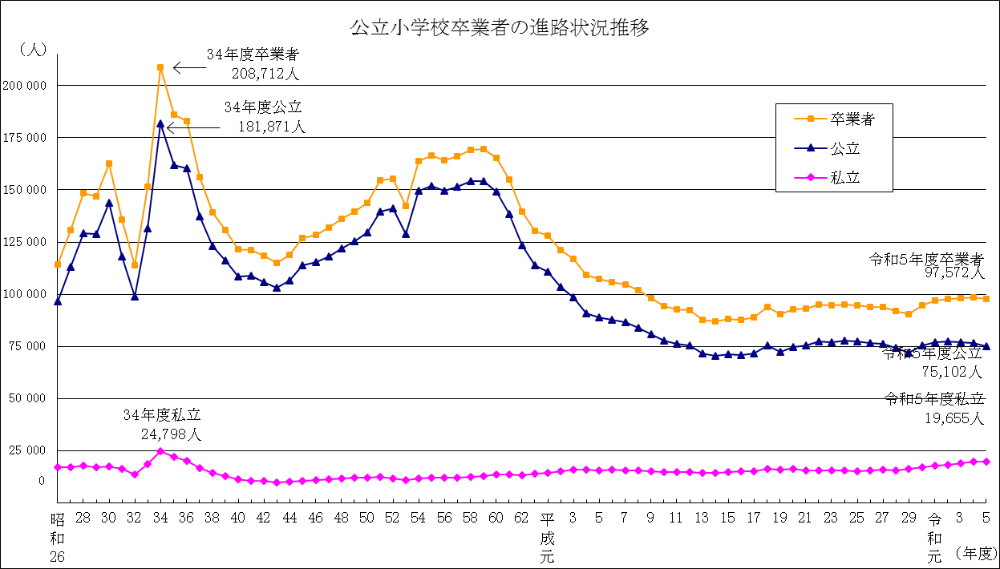 公立小学校卒業者の進路状況推移
（人）
34年度卒業者
208,712人
34年度公立
181,871人
卒業者
公立
私立
200 000
175 000
150 000
125 000
100 000
75 000
50 000
25 000
0
令和5年度卒業者
97,572人
令和5年度公立
75,102人
令和5年度私立
19,655人
34年度私立
24,798人
昭和26 28 30 32 34 36 38 40 42 44 46 48 50 52 54 56 58 60 62 平成元 3 5 7 9 11 13 15 17 19 21 23 25 27 29 令和元 3 5
（年度）